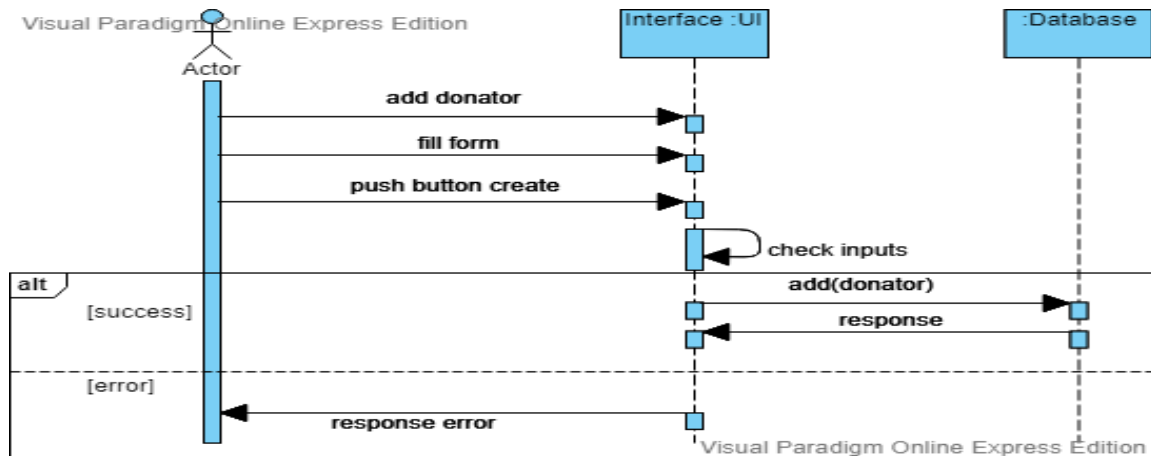 Visual Paradigm Online Express Edition
Interface :UI
:Database
Actor
add donator
fill form
push button create
check inputs
alt
add(donator)
[success]
response
[error]
response error
Visual Paradigm Online Express Edition